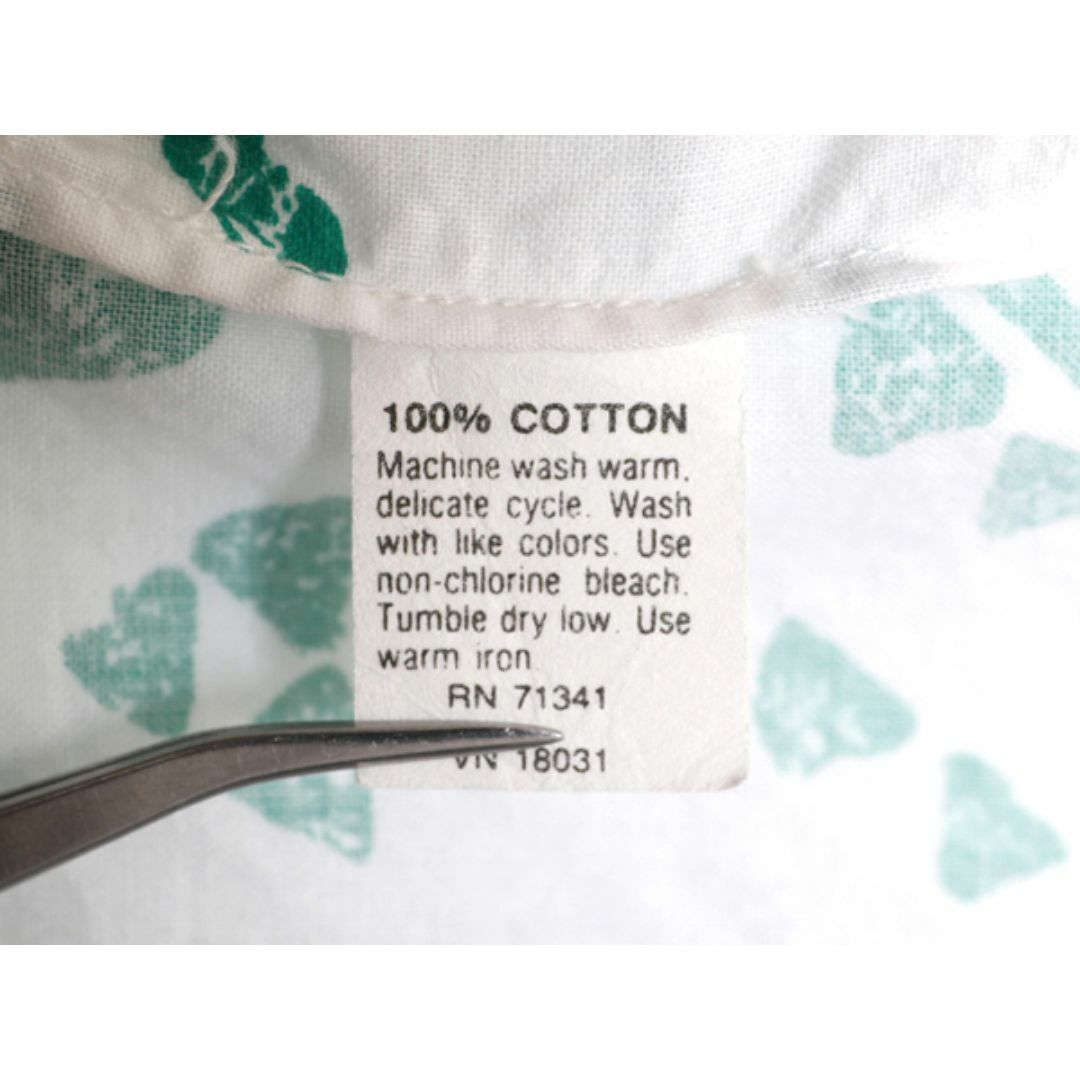 100% COTTON
Machine wash warm,
delicate cycle. Wash
with like colors. Use
non-chlorine bleach.
Tumble dry low. Use
warm iron
RN 71341
VN 18031